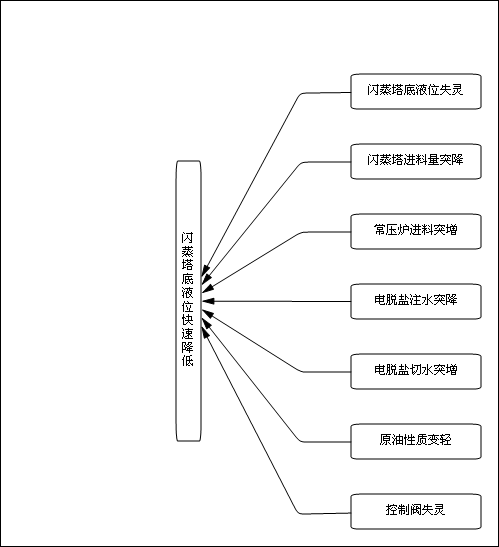 闪蒸塔底液位失灵
闪蒸塔进料量突降
常压炉进料突增
闪蒸塔底液位快速降低
电脱盐注水突降
电脱盐切水突增
原油性质变轻
控制阀失灵